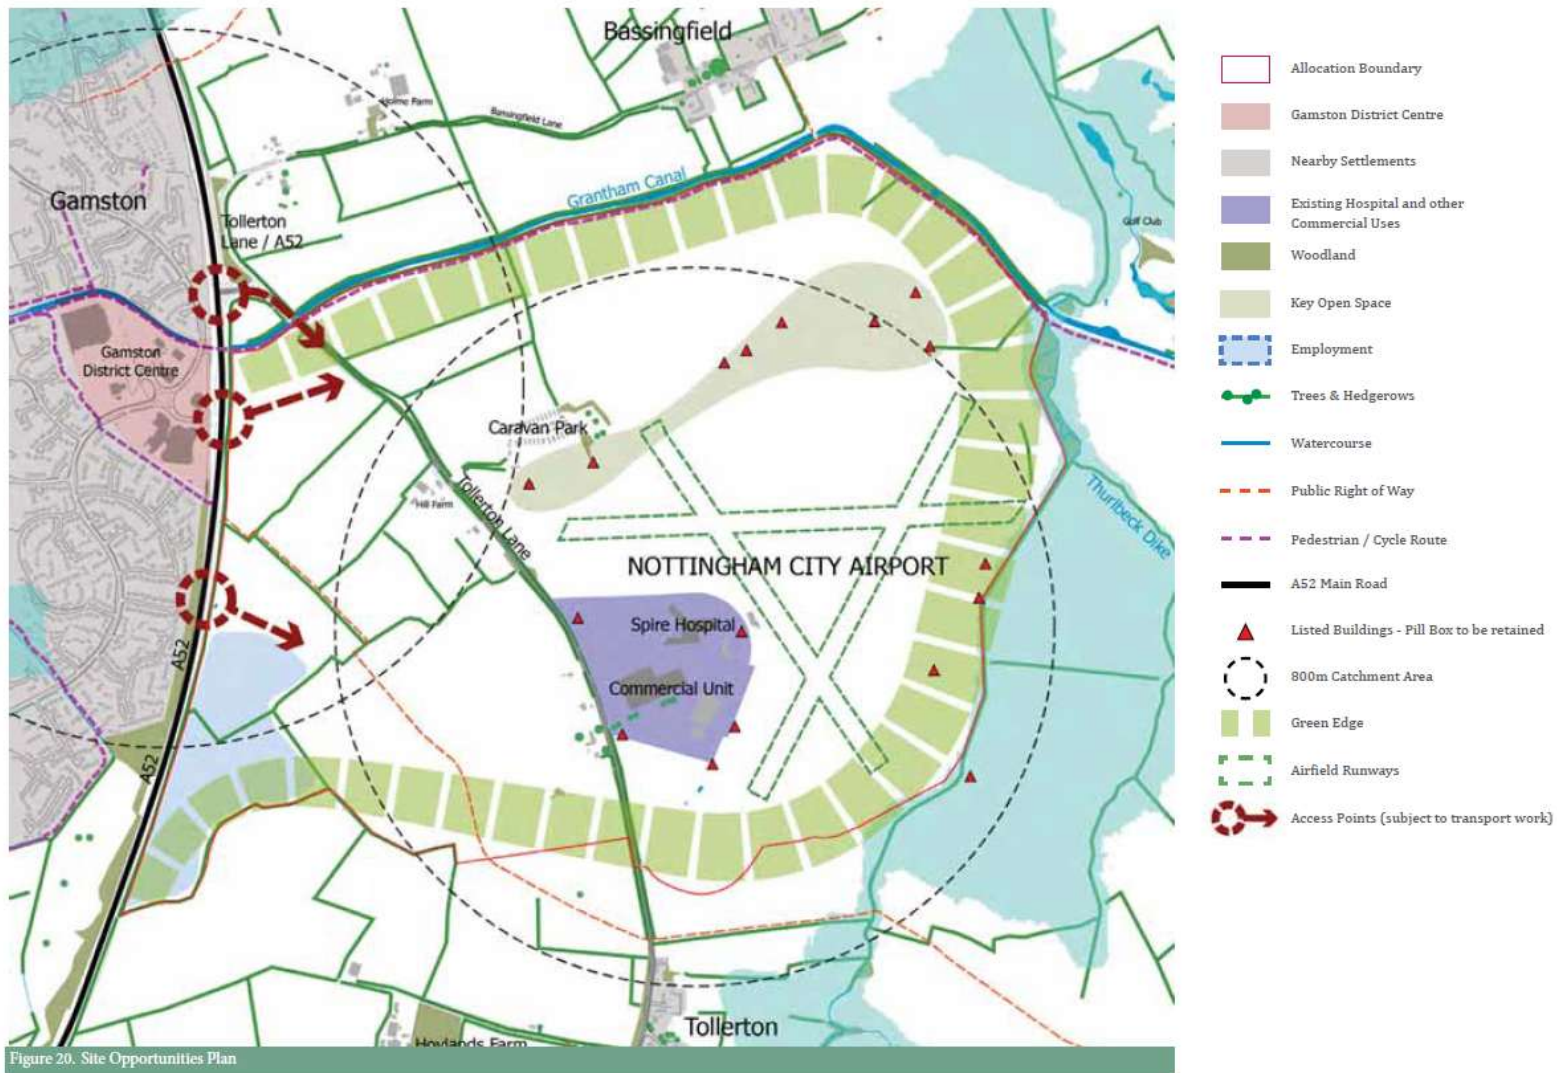 Bassingfield
Holme Farm
Bassingfield Lane
Gamston
Grantham Canal
Tollerton
Lane / A52
Golf Club
Gamston
District Centre
Caravan Park
Hill Farm
Tollerton Lane
Thurlbeck Dike
NOTTINGHAM CITY AIRPORT
Spire Hospital
A52
Commercial Unit
A52
Tollerton
Hoylands Farm
Figure 20. Site Opportunities Plan
Allocation Boundary
Gamston District Centre
Nearby Settlements
Existing Hospital and other
Commercial Uses
Woodland
Key Open Space
Employment
Trees & Hedgerows
Watercourse
Public Right of Way
Pedestrian / Cycle Route
A52 Main Road
Listed Buildings - Pill Box to be retained
800m Catchment Area
Green Edge
Airfield Runways
Access Points (subject to transport work)